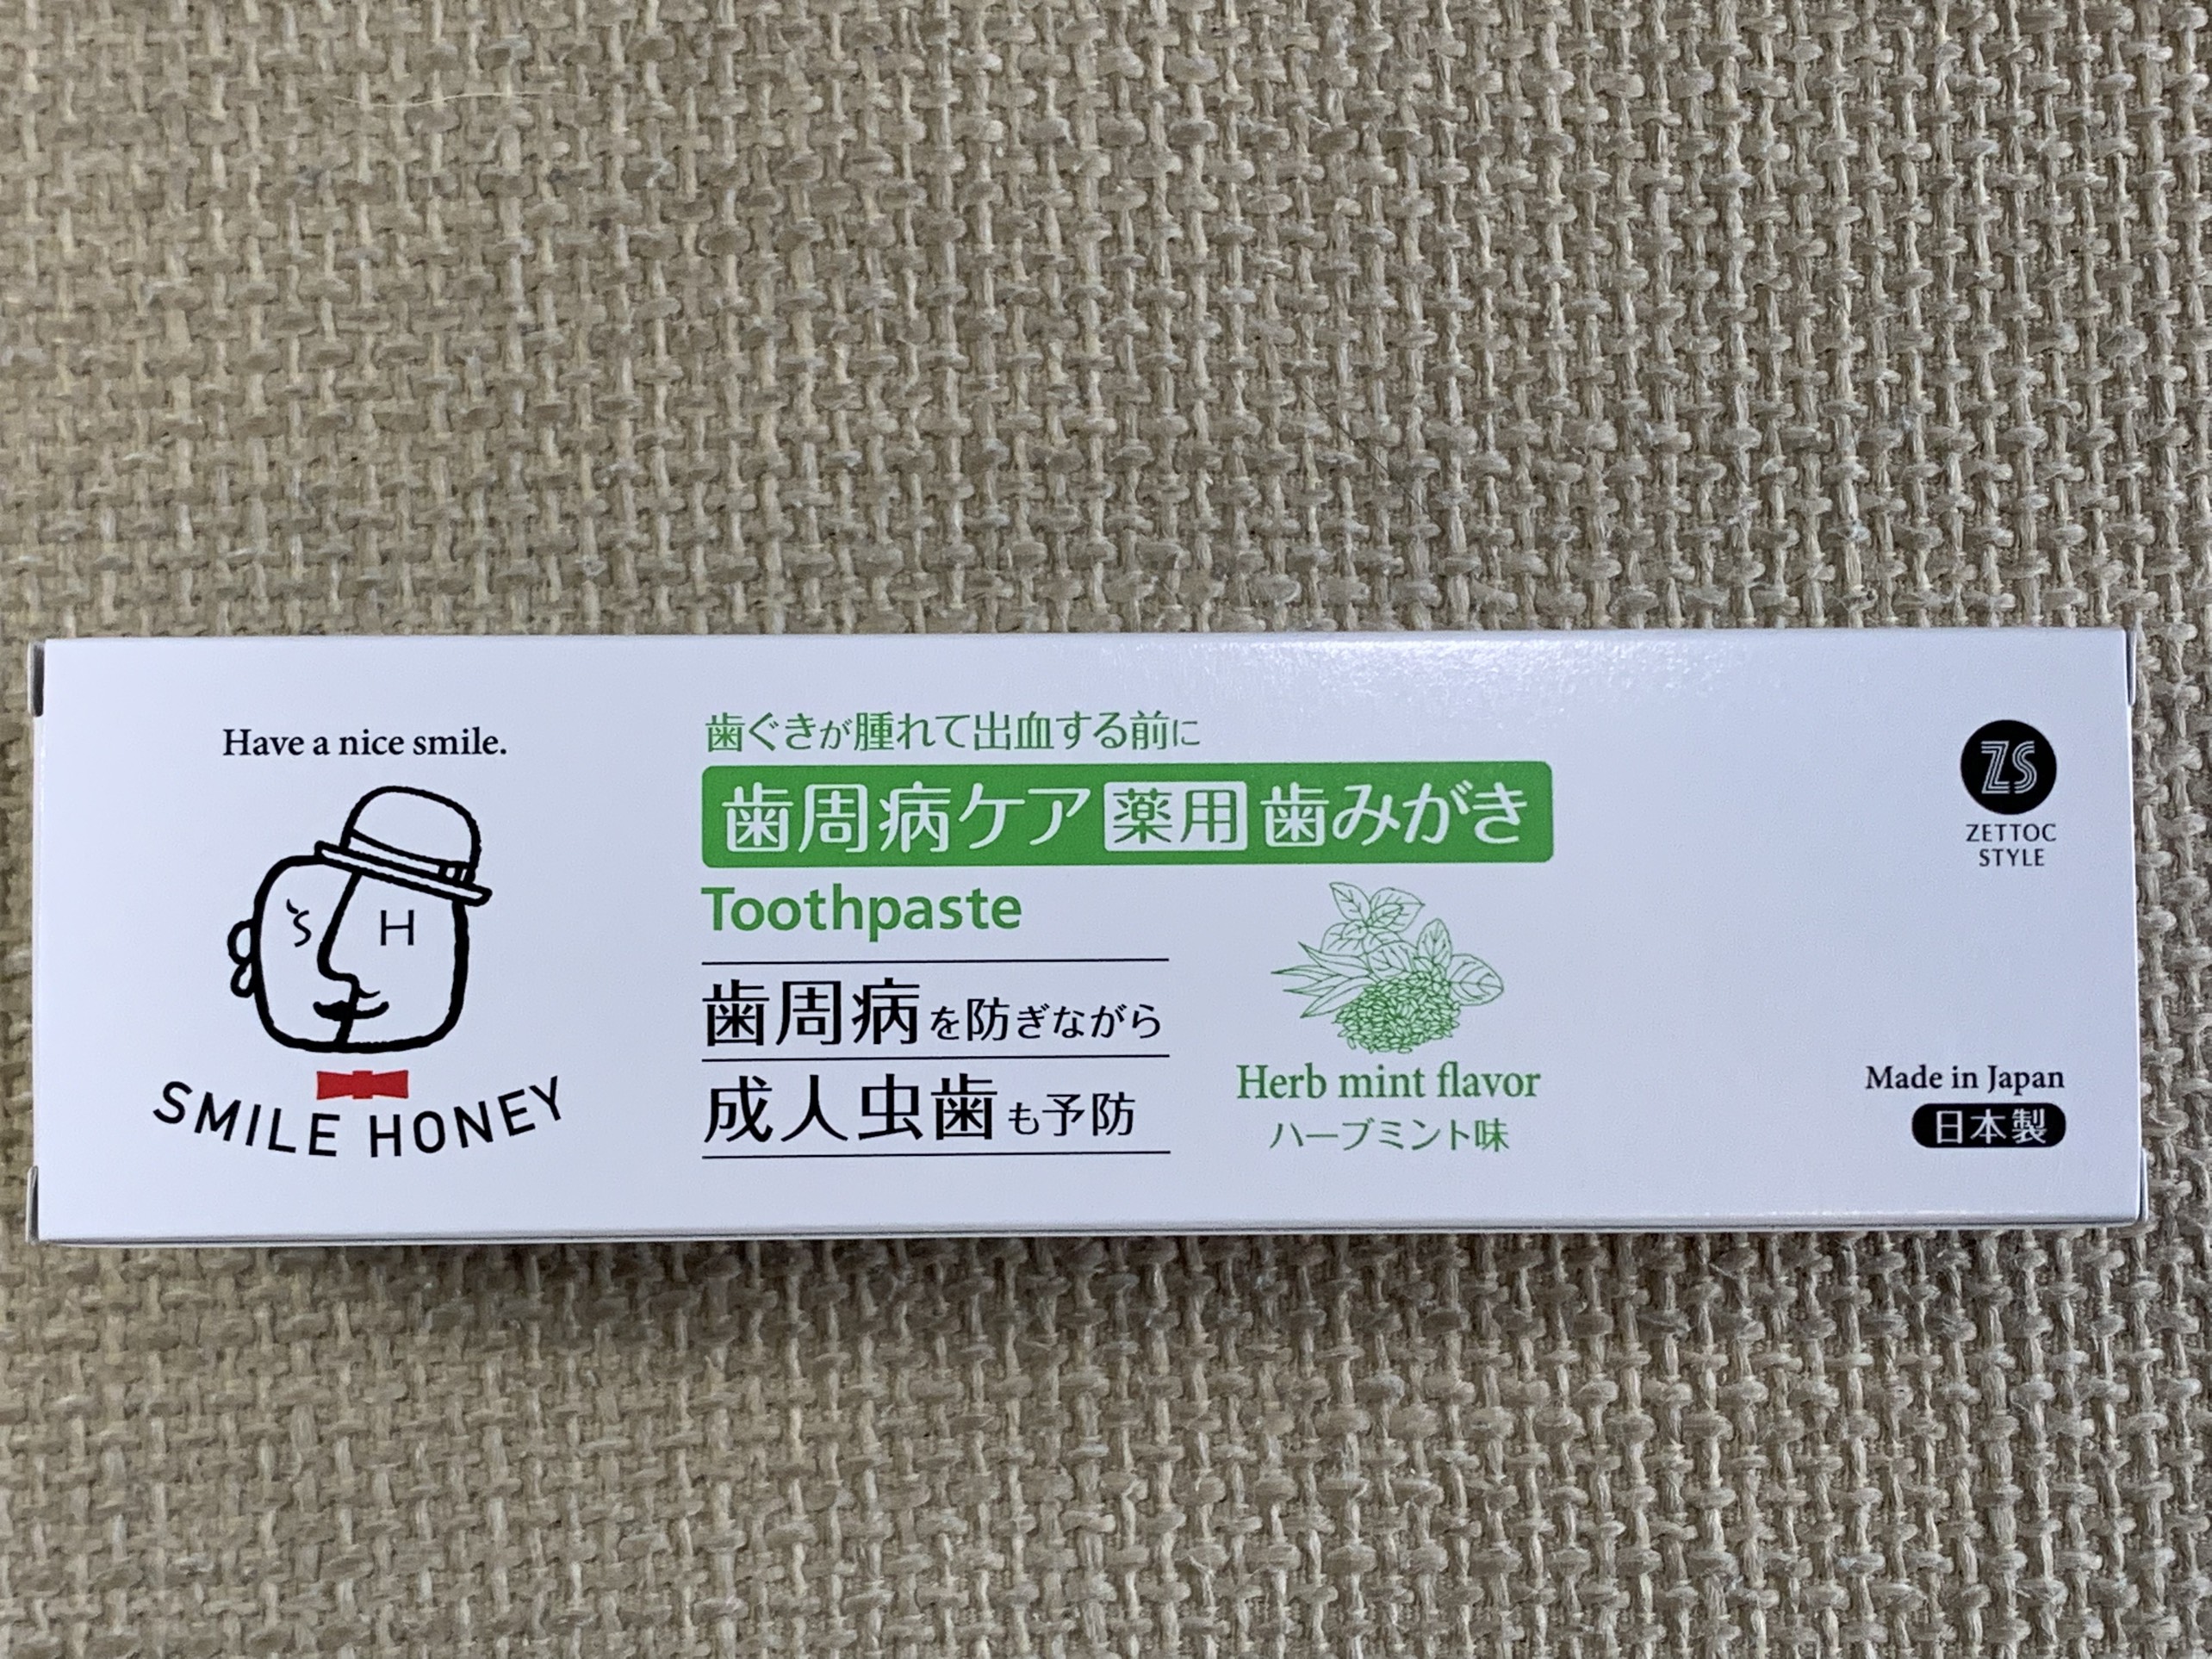 Have a nice smile.
S H
SMILE HONEY
歯ぐきが腫れて出血する前に
歯周病ケア 薬用 歯みがき
Toothpaste
歯周病を防ぎながら
成人虫歯も予防
Herb mint flavor
ハーブミント味
ZS
ZETTOC
STYLE
Made in Japan
日本製